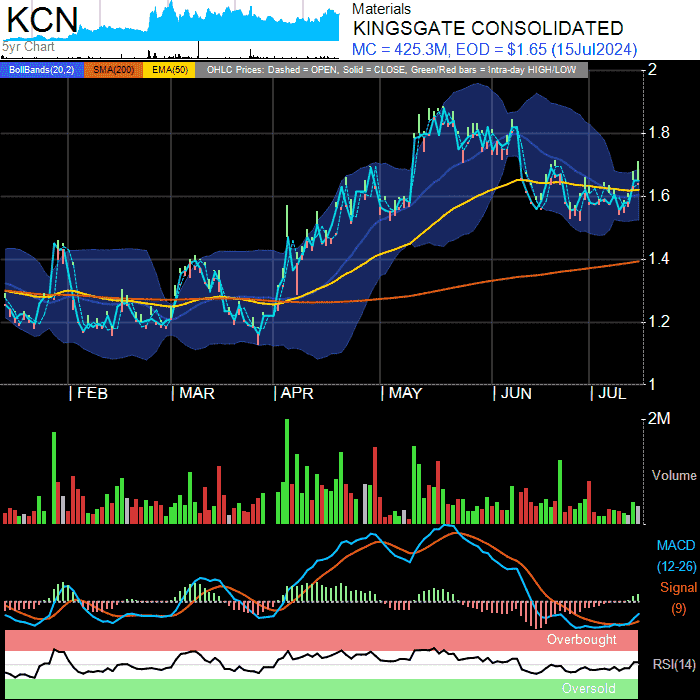 KCN
5yr Chart
Materials
KINGSGATE CONSOLIDATED
MC = 425.3M, EOD = $1.65 (15Jul2024)
BollBands(20,2) SMA(200) EMA(50) OHLC Prices: Dashed = OPEN, Solid = CLOSE, Green/Red bars = Intra-day HIGH/LOW
2
1.8
1.6
1.4
1.2
1
| FEB | MAR | APR | MAY | JUN | JUL
2M
Volume
MACD
(12-26)
Signal
(9)
Overbought
RSI(14)
Oversold